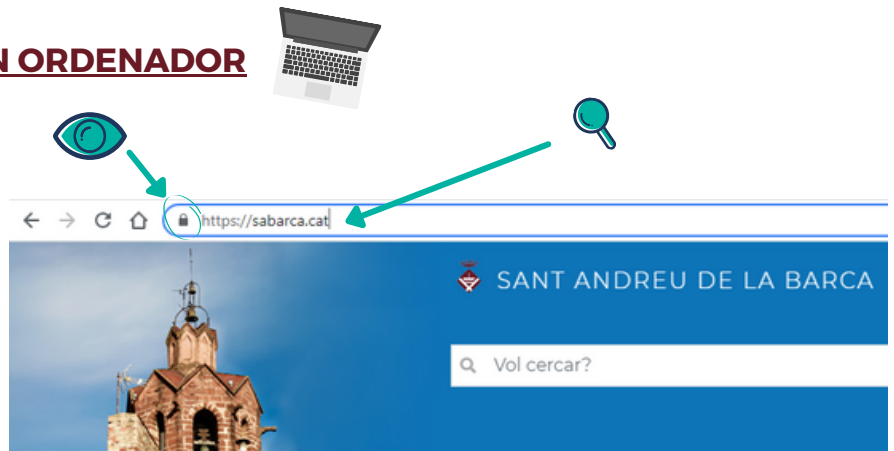 N ORDENADOR
https://sabarca.cat
SANT ANDREU DE LA BARCA
Vol cercar?